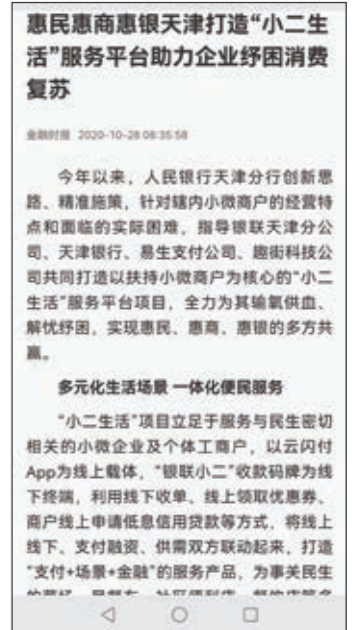 惠民惠商惠银天津打造“小二生
活”服务平台助力企业纾困消费
复苏
金融时报 2020-10-28 08:35:58
今年以来，人民银行天津分行创新思
路、精准施策，针对辖内小微商户的经营特
点和面临的实际困难，指导银联天津分公
司、天津银行、易生支付公司、趣街科技公
司共同打造以扶持小微商户为核心的“小二
生活”服务平台项目，全力为其输氧供血、
解忧纾困，实现惠民、惠商、惠银的多方共
赢。
多元化生活场景 一体化便民服务
“小二生活”项目立足于服务与民生密切
相关的小微企业及个体工商户，以云闪付
App为线上载体，“银联小二”收款码牌为线
下终端，利用线下收单、线上领取优惠券、
商户线上申请低息信用贷款等方式，将线上
线下、支付融资、供需双方联动起来，打造
“支付+场景+金融”的服务产品，为事关民生